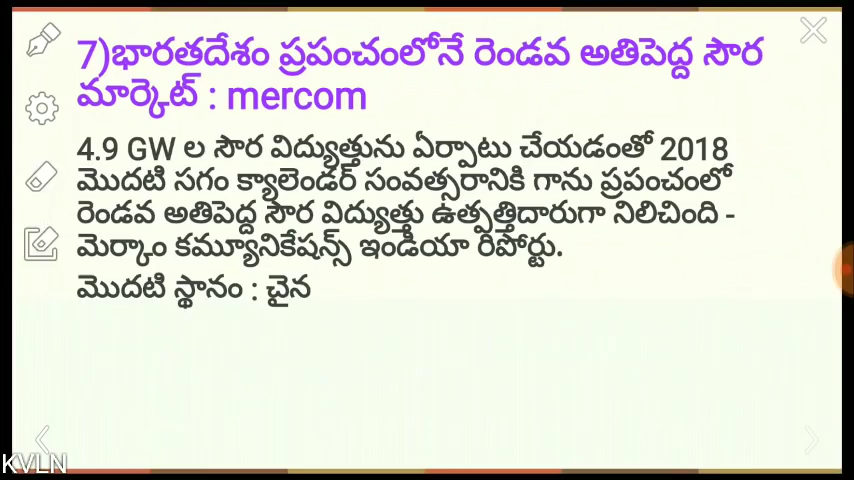 7)భారతదేశం ప్రపంచంలోనే రెండవ అతిపెద్ద సౌర
మార్కెట్ : mercom
4.9 GW ల సౌర విద్యుత్తును ఏర్పాటు చేయడంతో 2018
మొదటి సగం క్యాలెండర్ సంవత్సరానికి గాను ప్రపంచంలో
రెండవ అతిపెద్ద సౌర విద్యుత్తు ఉత్పత్తిదారుగా నిలిచింది -
మెర్కాం కమ్యూనికేషన్స్ ఇండియా రిపోర్టు.
మొదటి స్థానం : చైన
KVLN